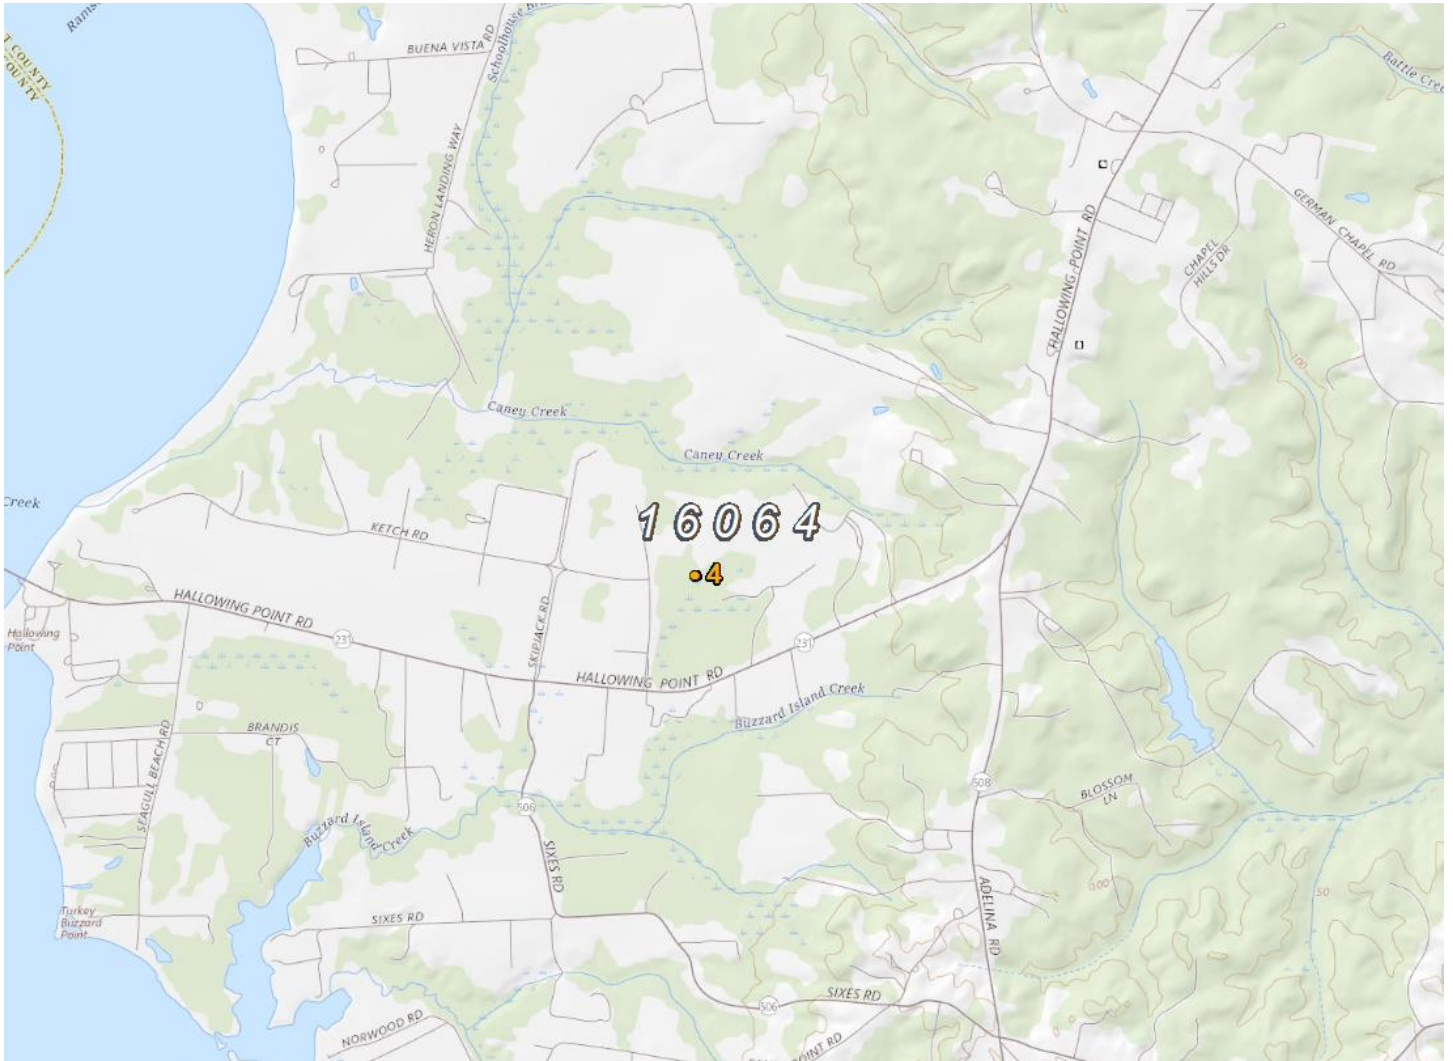 BUENA VISTA RD
Schoolhouse
T COUNTY
COUNTY
Battle
HERON LANDING WAY
HALLOWING POINT RD
GERMAN CHAPEL RD
CHAPEL
HILLS DR
100
Caney Creek
Caney Creek
Creek
16064
KETCH RD
4
HALLOWING POINT RD
SKIPJACK RD
Hallowing
Point
231
231
HALLOWING POINT RD
Buzzard Island Creek
SEAGULL BEACH RD
BRANDIS
CT
508
BLOSSOM
LN
506
Buzzard Island Creek
SIXES RD
100
50
ADELINA RD
Turkey
Buzzard
Point
SIXES RD
SIXES RD
506
NORWOOD RD
POINT RD